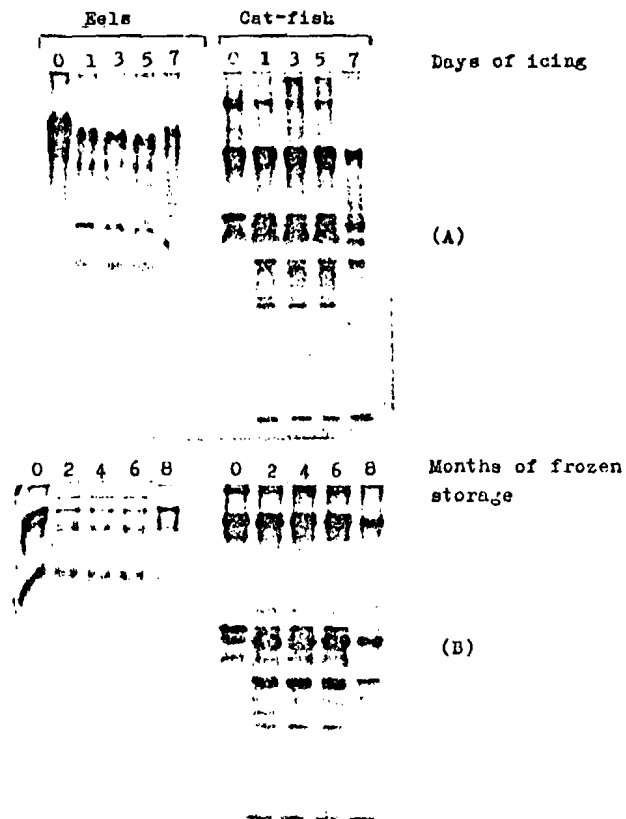 Eels Cat-fish
0 1 3 5 7 0 1 3 5 7 Days of icing
(A)
0 2 4 6 8 0 2 4 6 8 Months of frozen
storage
(B)